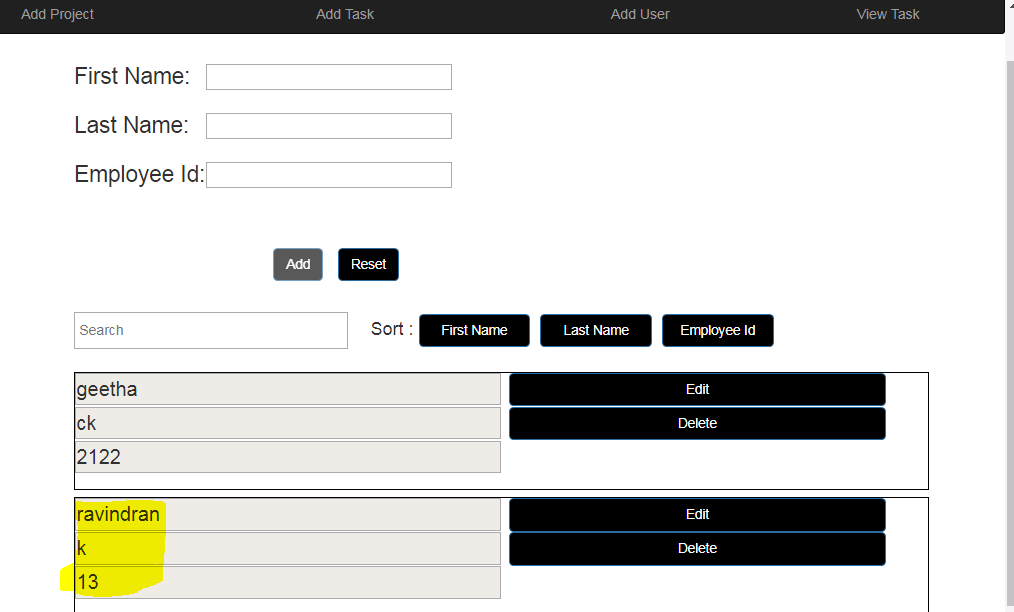 Add Project Add Task Add User View Task
First Name:
Last Name:
Employee Id:
Add Reset
Search Sort : First Name Last Name Employee Id
geetha Edit
ck Delete
2122
ravindran Edit
k Delete
13